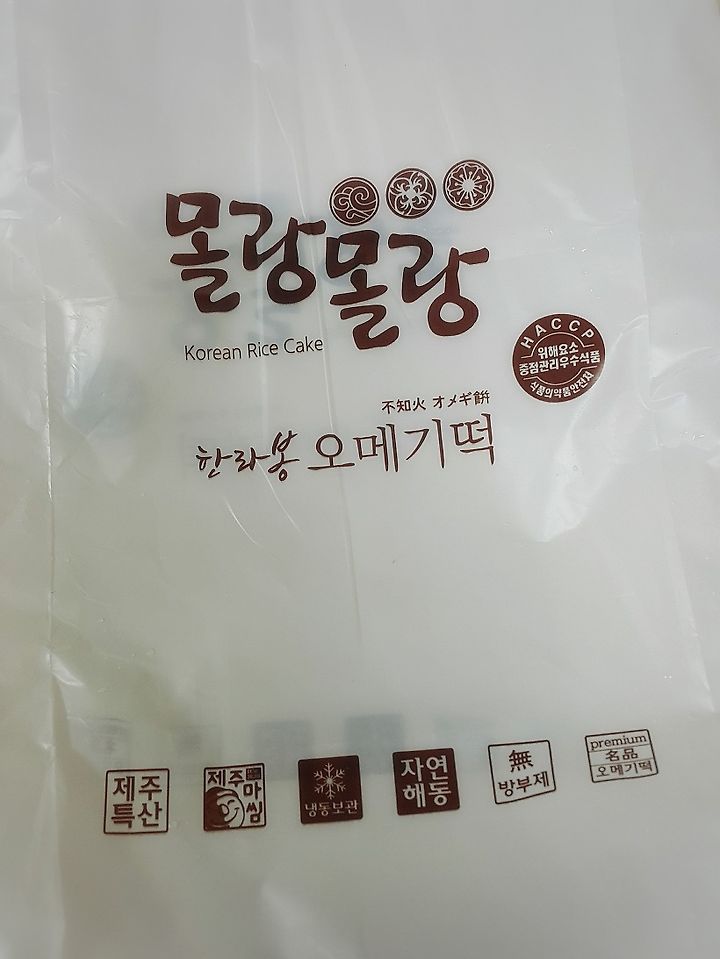 몰랑몰랑
Korean Rice Cake
HACCP
위해요소
중점관리우수식품
식품의약품안전처
不知火 オメギ餠
한라봉 오메기떡
제주
특산
제주
마씸
냉동보관
자연
해동
無
방부제
premium
名品
오메기떡